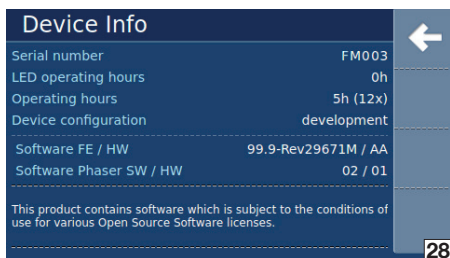 Device Info
Serial number FM003
LED operating hours 0h
Operating hours 5h (12x)
Device configuration development
Software FE / HW 99.9-Rev29671M / AA
Software Phaser SW / HW 02 / 01
This product contains software which is subject to the conditions of
use for various Open Source Software licenses.
28